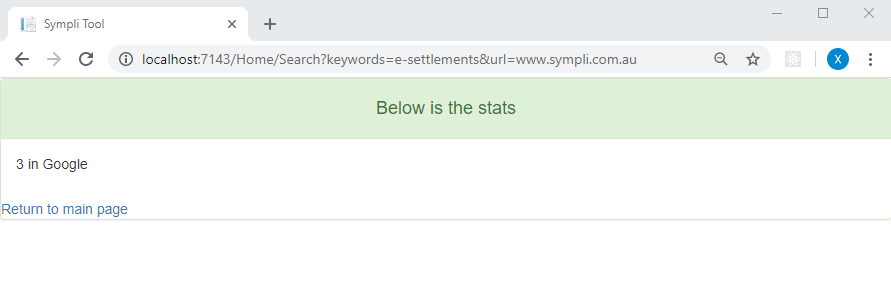 Sympli Tool
localhost:7143/Home/Search?keywords=e-settlements&url=www.sympli.com.au
X
Below is the stats
3 in Google
Return to main page